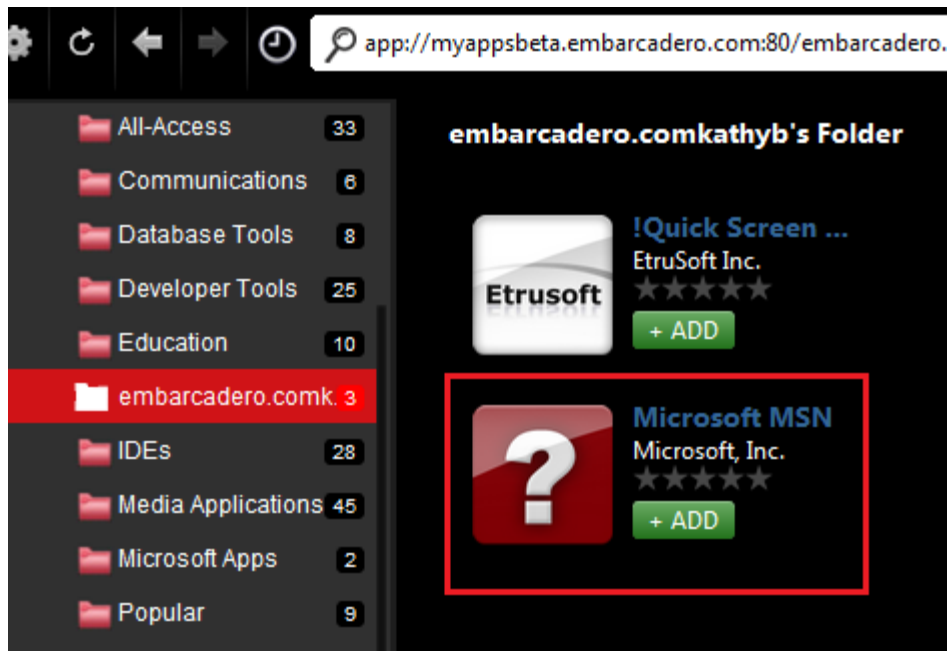 app://myappsbeta.embarcadero.com:80/embarcadero.
All-Access 33
Communications 6
Database Tools 8
Developer Tools 25
Education 10
embarcadero.comk. 3
IDEs 28
Media Applications 45
Microsoft Apps 2
Popular 9
embarcadero.comkathyb's Folder
Etrusoft
!Quick Screen ...
EtruSoft Inc.
+ ADD
?
Microsoft MSN
Microsoft, Inc.
+ ADD